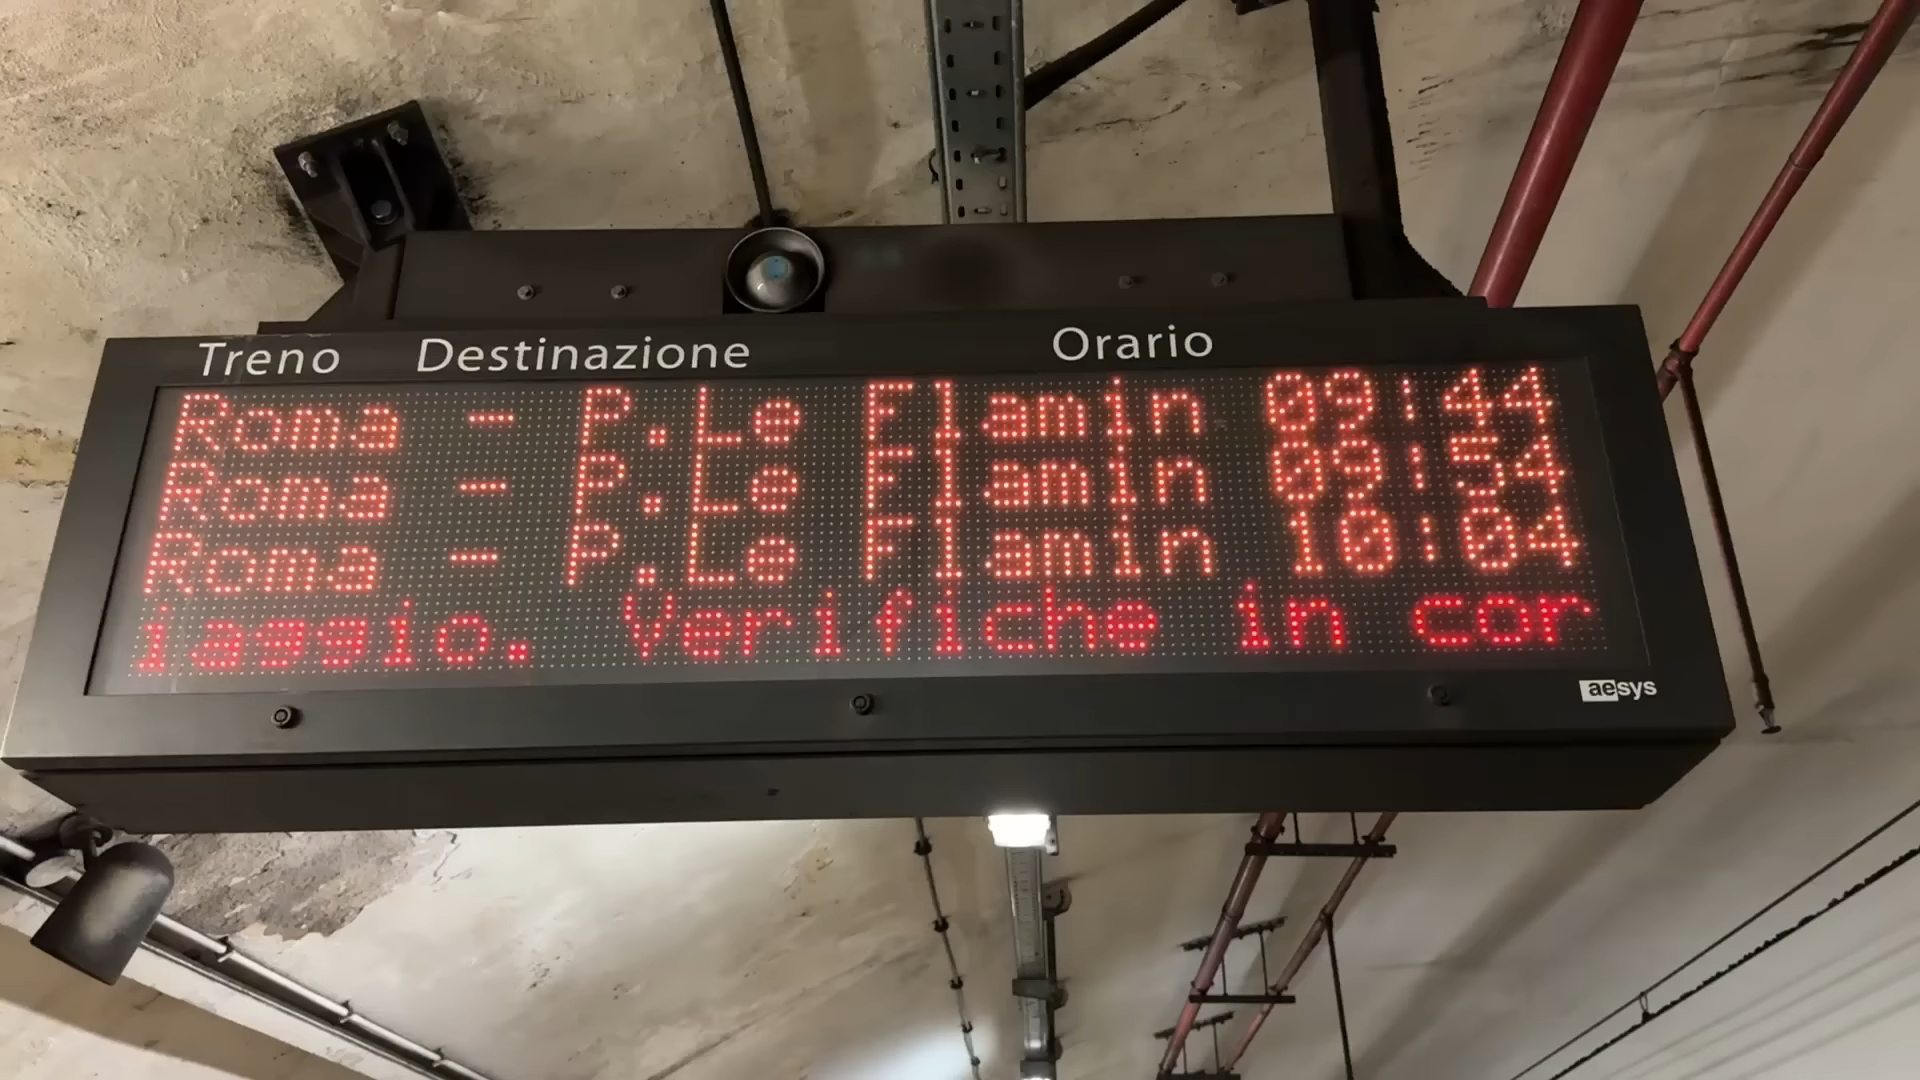 Treno Destinazione Orario
Roma - P.Le Flamin 09:44
Roma - P.Le Flamin 09:54
Roma - P.Le Flamin 10:04
iaggio. Verifiche in cor
aesys